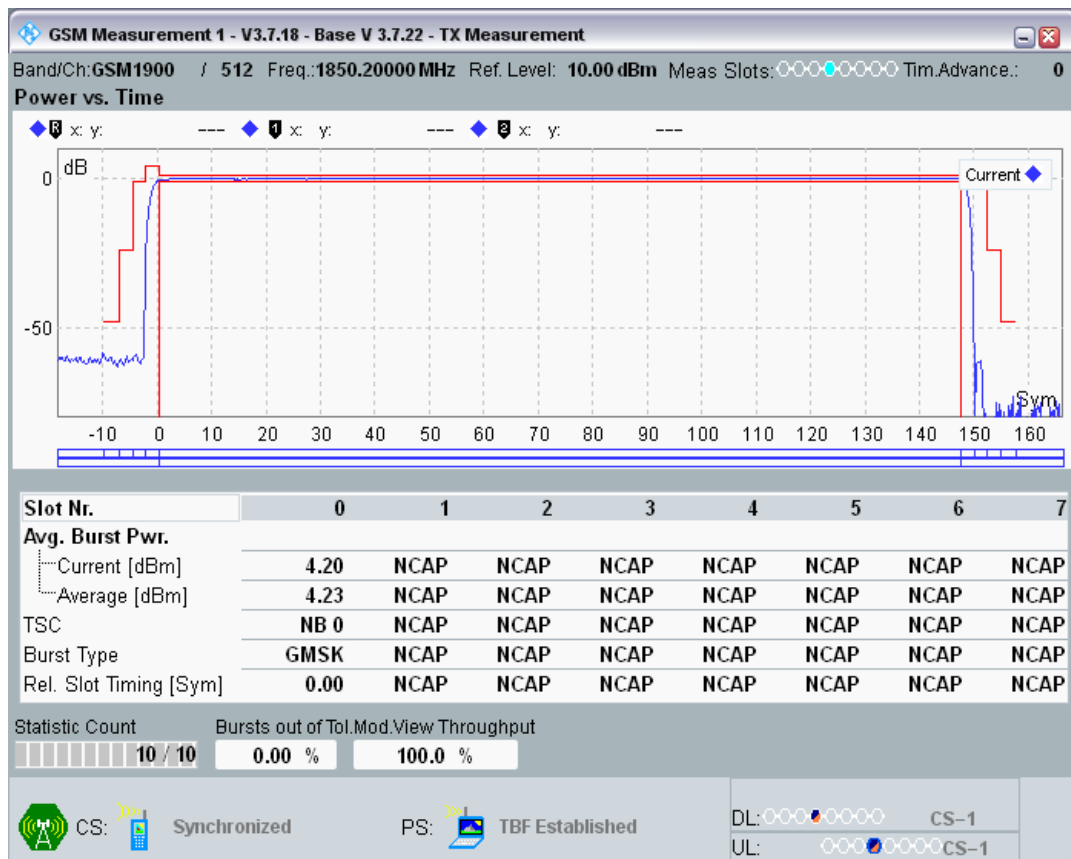 GSM Measurement 1 - V3.7.18 - Base V 3.7.22 - TX Measurement
Band/Ch:GSM1900 / 512 Freq.:1850.20000 MHz Ref. Level: 10.00 dBm Meas Slots: Tim.Advance.: 0
Power vs. Time
R x: y: --- 1 x: y: --- 2 x: y: ---
dB
Current
0
-50
Sym
-10 0 10 20 30 40 50 60 70 80 90 100 110 120 130 140 150 160
Slot Nr. 0 1 2 3 4 5 6 7
Avg. Burst Pwr.
Current [dBm] 4.20 NCAP NCAP NCAP NCAP NCAP NCAP NCAP
Average [dBm] 4.23 NCAP NCAP NCAP NCAP NCAP NCAP NCAP
TSC NB 0 NCAP NCAP NCAP NCAP NCAP NCAP NCAP
Burst Type GMSK NCAP NCAP NCAP NCAP NCAP NCAP NCAP
Rel. Slot Timing [Sym] 0.00 NCAP NCAP NCAP NCAP NCAP NCAP NCAP
Statistic Count Bursts out of Tol.Mod.View Throughput
10 / 10 0.00 % 100.0 %
CS: Synchronized PS: TBF Established
DL: CS-1
UL: CS-1